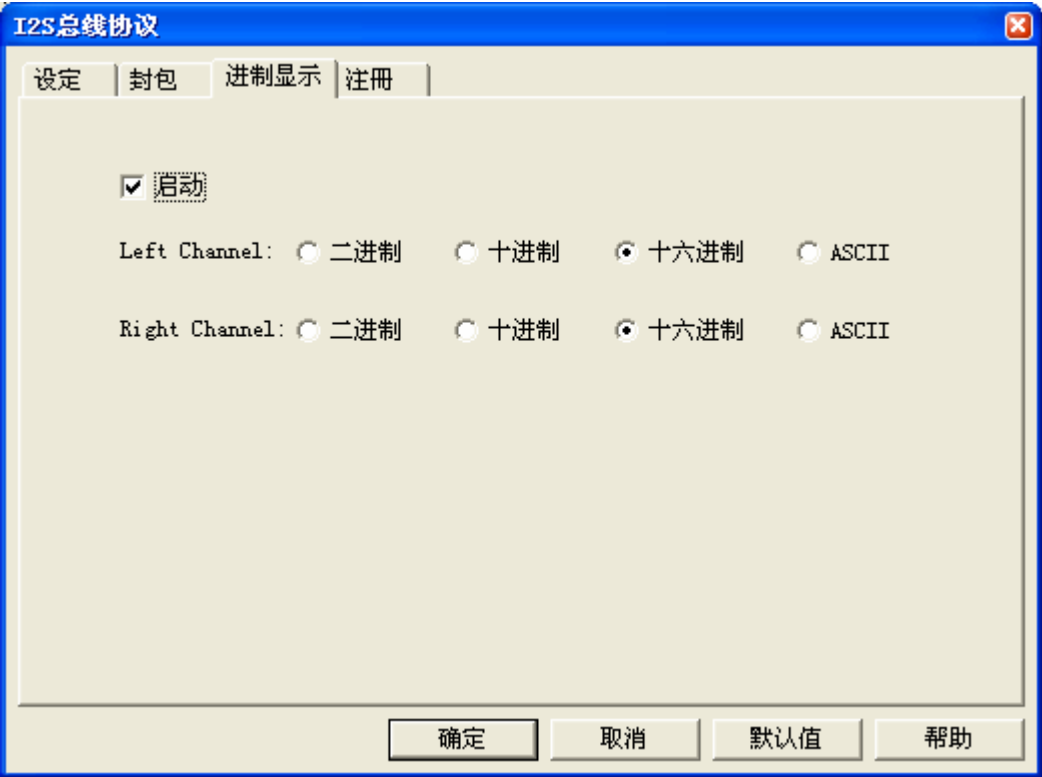 I2S总线协议
设定 封包 进制显示 注冊
启动
Left Channel: 二进制 十进制 十六进制 ASCII
Right Channel: 二进制 十进制 十六进制 ASCII
确定 取消 默认值 帮助